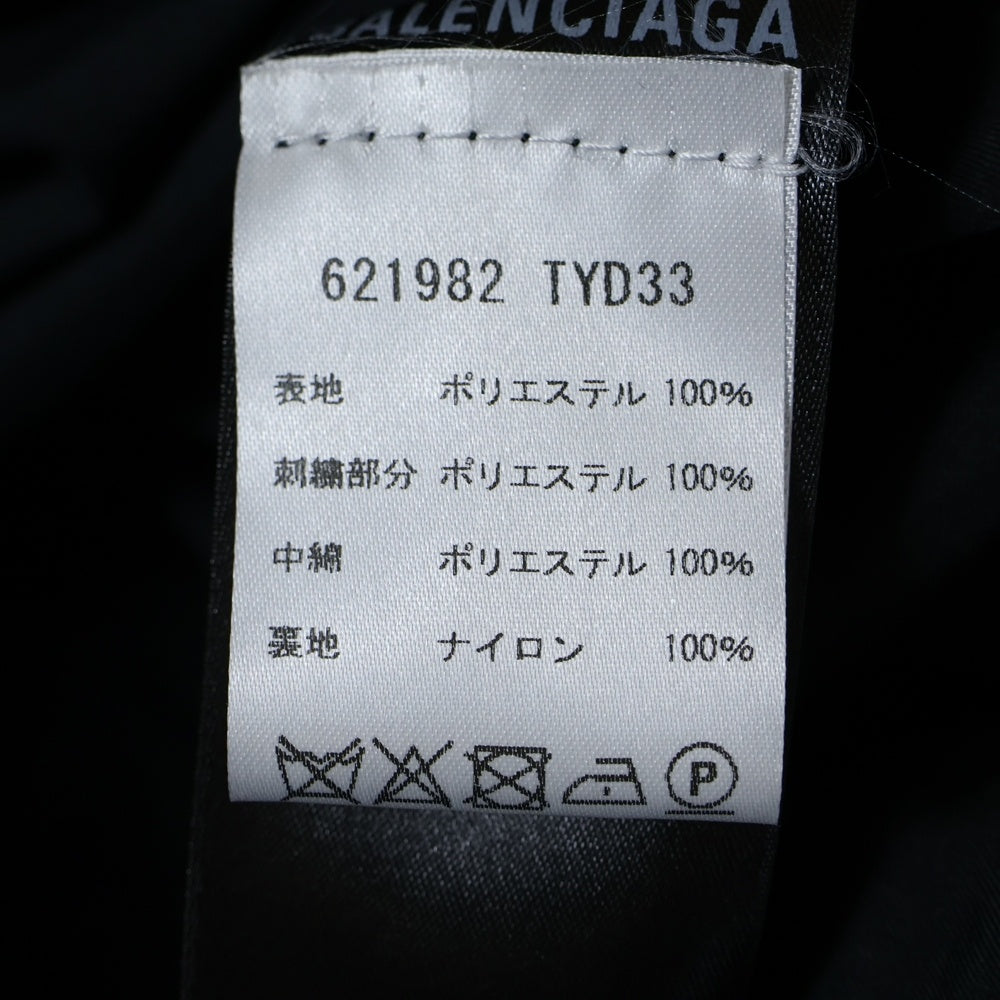 BALENCIAGA
621982 TYD33
表地 ポリエステル 100%
刺繍部分 ポリエステル 100%
中綿 ポリエステル 100%
裏地 ナイロン 100%
P